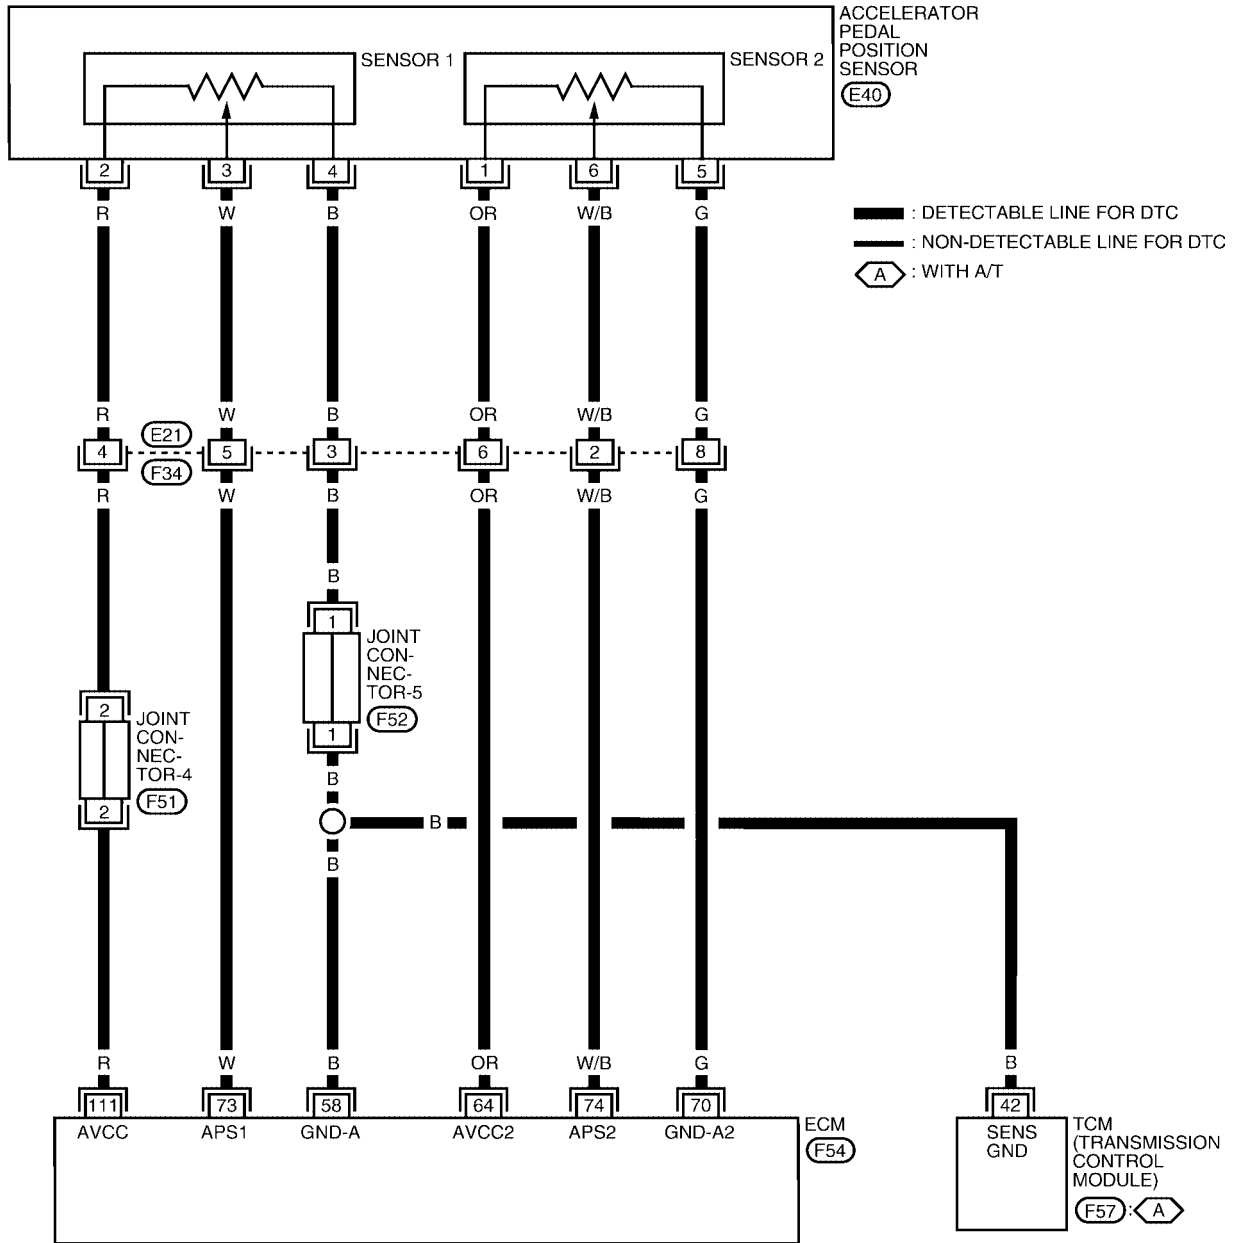 ACCELERATOR
PEDAL
POSITION
SENSOR
E40
SENSOR 1
SENSOR 2
2 3 4 1 6 5
R W B OR W/B G
: DETECTABLE LINE FOR DTC
: NON-DETECTABLE LINE FOR DTC
A : WITH A/T
R W B OR W/B G
E21
4 5 3 6 2 8
F34
R W B OR W/B G
B
1
JOINT
CON-
NEC-
TOR-5
F52
1
B
2
JOINT
CON-
NEC-
TOR-4
F51
2
B
B
R W B OR W/B G B
111 73 58 64 74 70 42
AVCC APS1 GND-A AVCC2 APS2 GND-A2
ECM
F54
SENS
GND
TCM
(TRANSMISSION
CONTROL
MODULE)
F57 : A